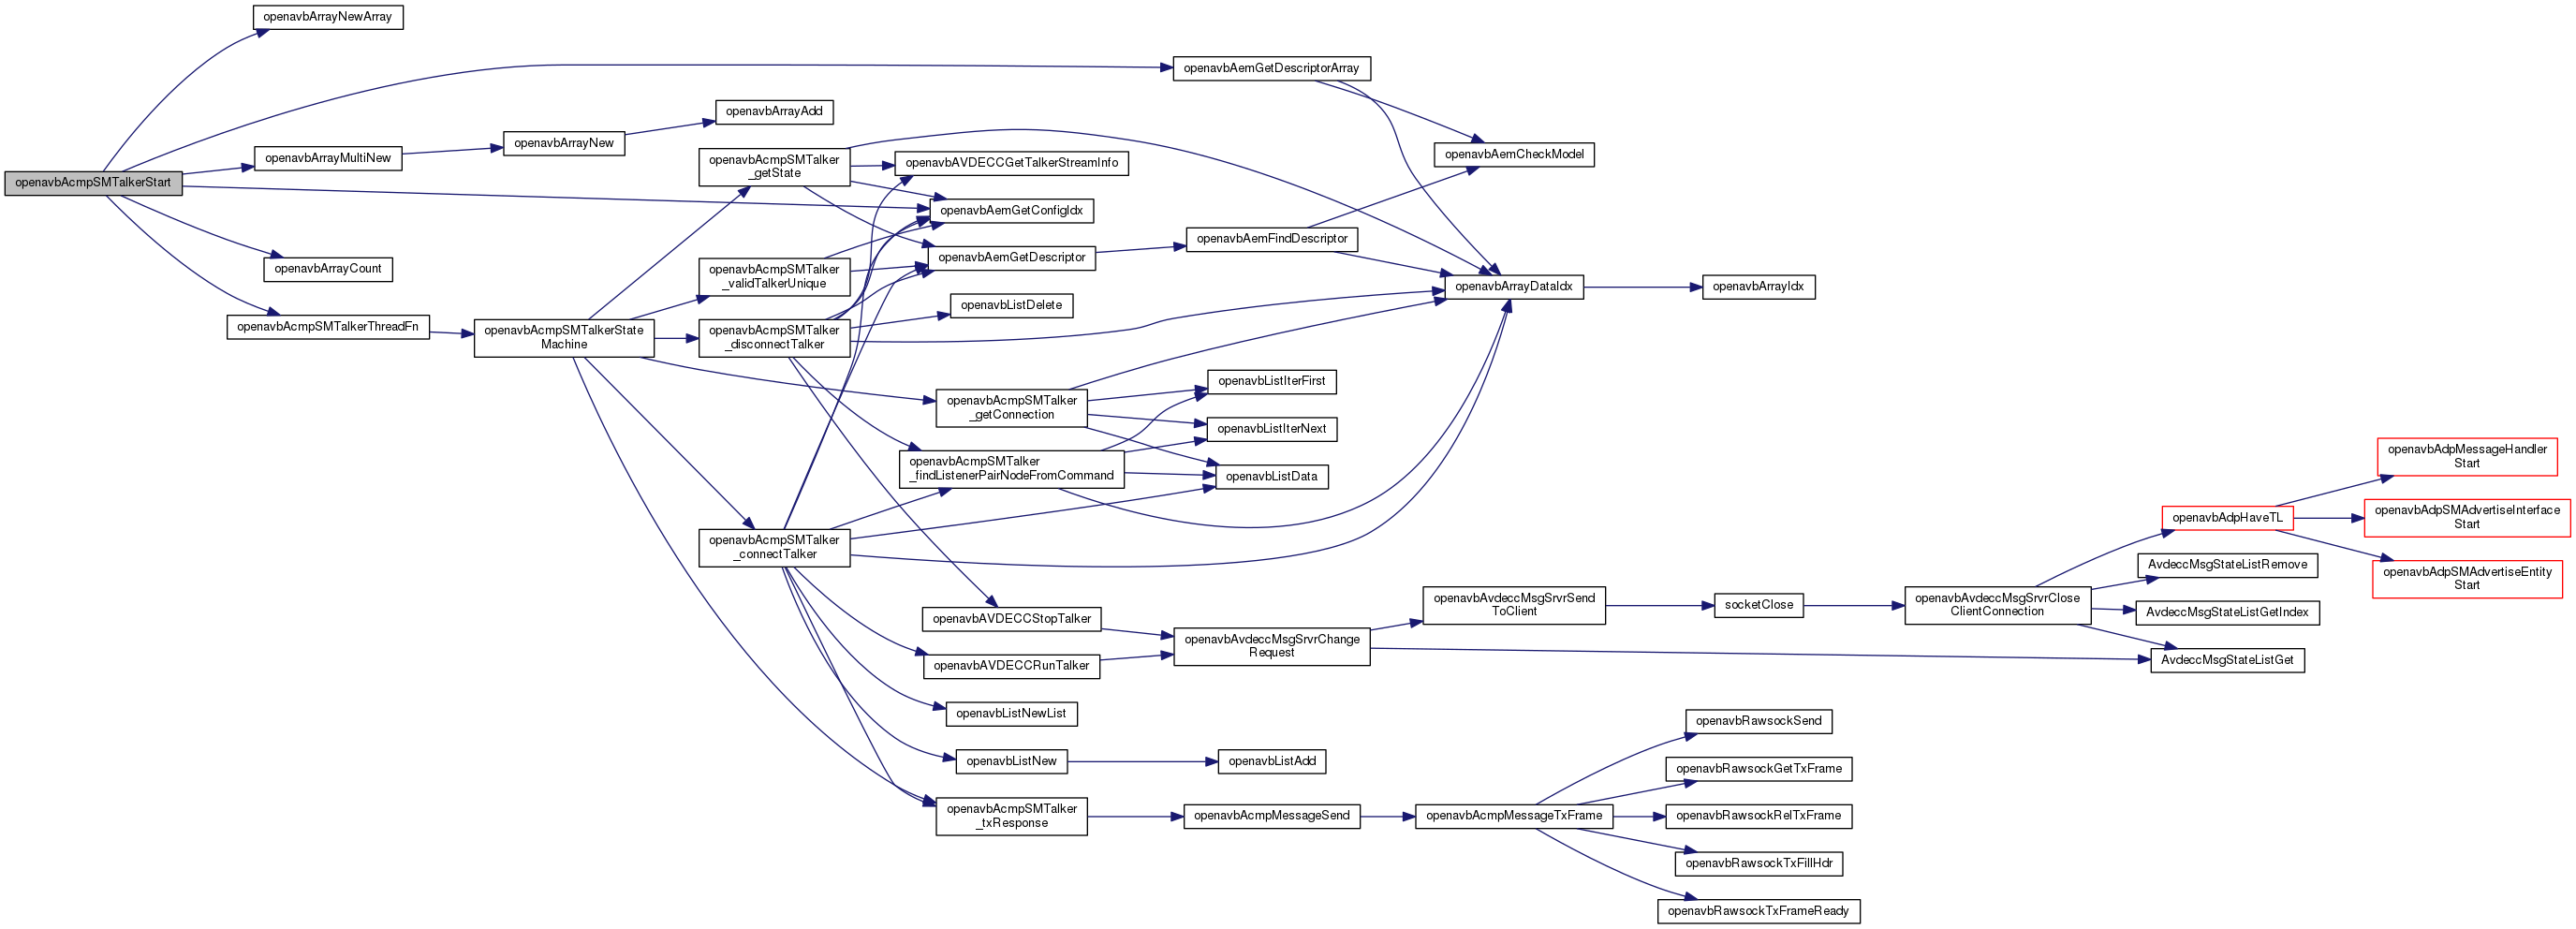 openavbArrayNewArray
openavbAemGetDescriptorArray
openavbArrayAdd
openavbArrayNew
openavbArrayMultiNew
openavbAemCheckModel
openavbAcmpSMTalker
_getState
openavbAVDECCGetTalkerStreamInfo
openavbAcmpSMTalkerStart
openavbAemGetConfigIdx
openavbAemFindDescriptor
openavbAemGetDescriptor
openavbArrayCount
openavbAcmpSMTalker
_validTalkerUnique
openavbArrayDataIdx
openavbArrayIdx
openavbListDelete
openavbAcmpSMTalkerThreadFn
openavbAcmpSMTalkerState
Machine
openavbAcmpSMTalker
_disconnectTalker
openavbListIterFirst
openavbAcmpSMTalker
_getConnection
openavbListIterNext
openavbAcmpSMTalker
_findListenerPairNodeFromCommand
openavbListData
openavbAdpMessageHandler
Start
openavbAdpHaveTL
openavbAdpSMAdvertiseInterface
Start
openavbAcmpSMTalker
_connectTalker
AvdeccMsgStateListRemove
openavbAdpSMAdvertiseEntity
Start
openavbAvdeccMsgSrvrSend
ToClient
socketClose
openavbAvdeccMsgSrvrClose
ClientConnection
AvdeccMsgStateListGetIndex
openavbAVDECCStopTalker
openavbAvdeccMsgSrvrChange
Request
AvdeccMsgStateListGet
openavbAVDECCRunTalker
openavbListNewList
openavbRawsockSend
openavbListNew
openavbListAdd
openavbRawsockGetTxFrame
openavbAcmpSMTalker
_txResponse
openavbAcmpMessageSend
openavbAcmpMessageTxFrame
openavbRawsockRelTxFrame
openavbRawsockTxFillHdr
openavbRawsockTxFrameReady